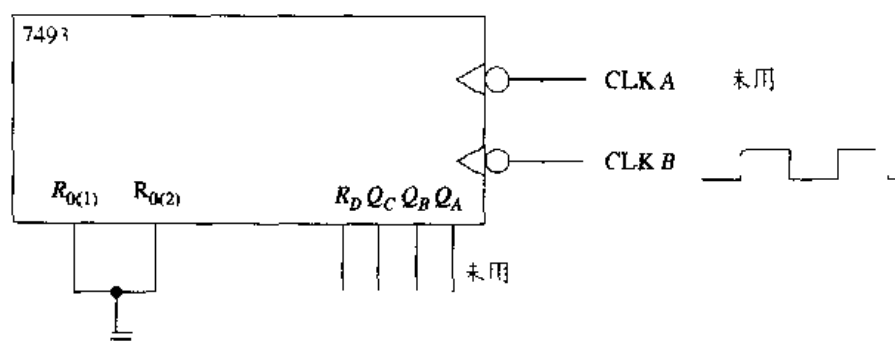 7493
CLK A 未用
CLK B
R0(1) R0(2) RD QC QB QA
未用